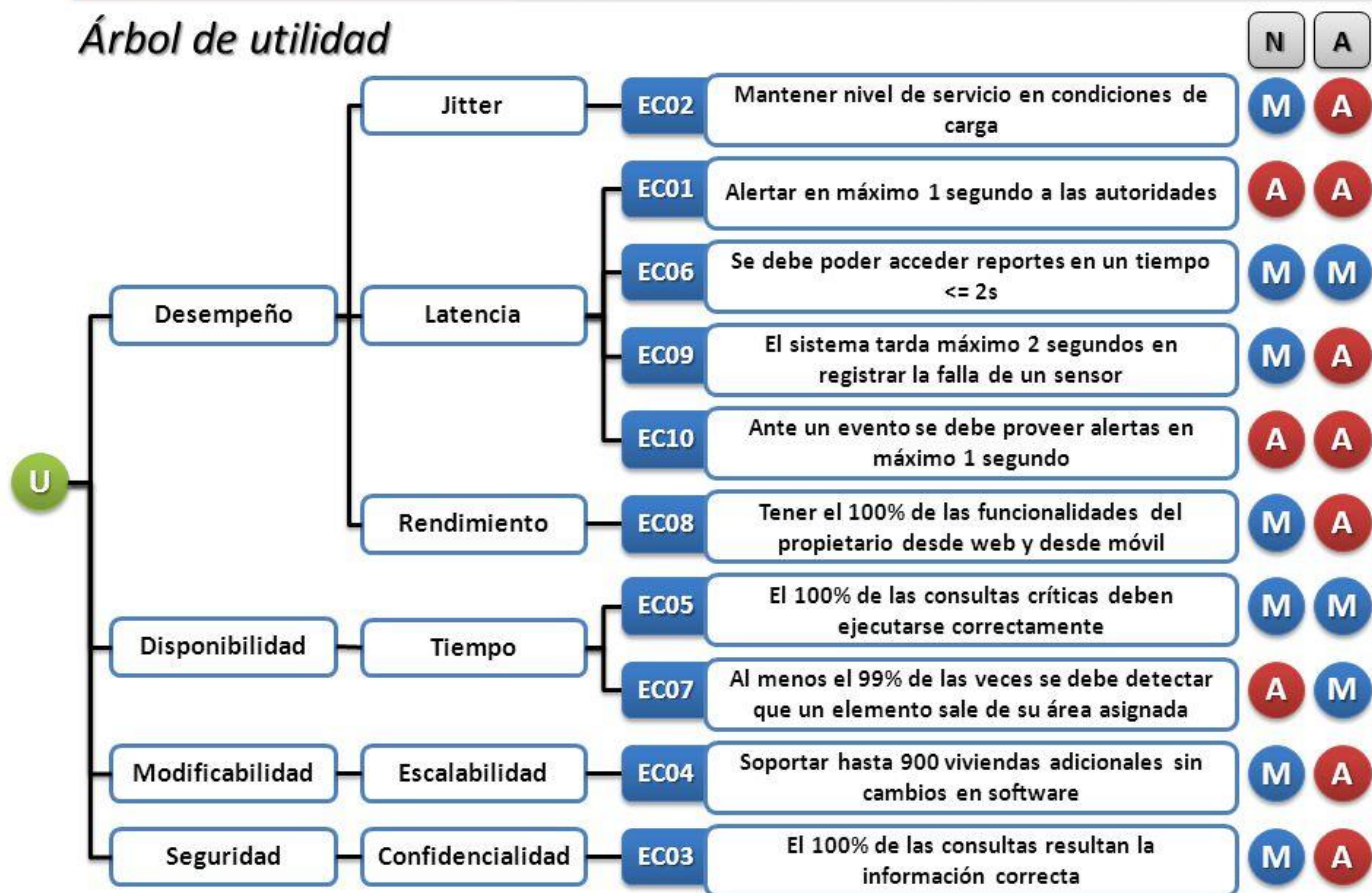 Árbol de utilidad
N A
Jitter
EC02
Mantener nivel de servicio en condiciones de
carga
M A
EC01
Alertar en máximo 1 segundo a las autoridades
A A
EC06
Se debe poder acceder reportes en un tiempo
<= 2s
M M
Desempeño
Latencia
EC09
El sistema tarda máximo 2 segundos en
registrar la falla de un sensor
M A
EC10
Ante un evento se debe proveer alertas en
máximo 1 segundo
A A
U
Rendimiento
EC08
Tener el 100% de las funcionalidades del
propietario desde web y desde móvil
M A
EC05
El 100% de las consultas críticas deben
ejecutarse correctamente
M M
Disponibilidad
Tiempo
EC07
Al menos el 99% de las veces se debe detectar
que un elemento sale de su área asignada
A M
Modificabilidad
Escalabilidad
EC04
Soportar hasta 900 viviendas adicionales sin
cambios en software
M A
Seguridad
Confidencialidad
EC03
El 100% de las consultas resultan la
información correcta
M A